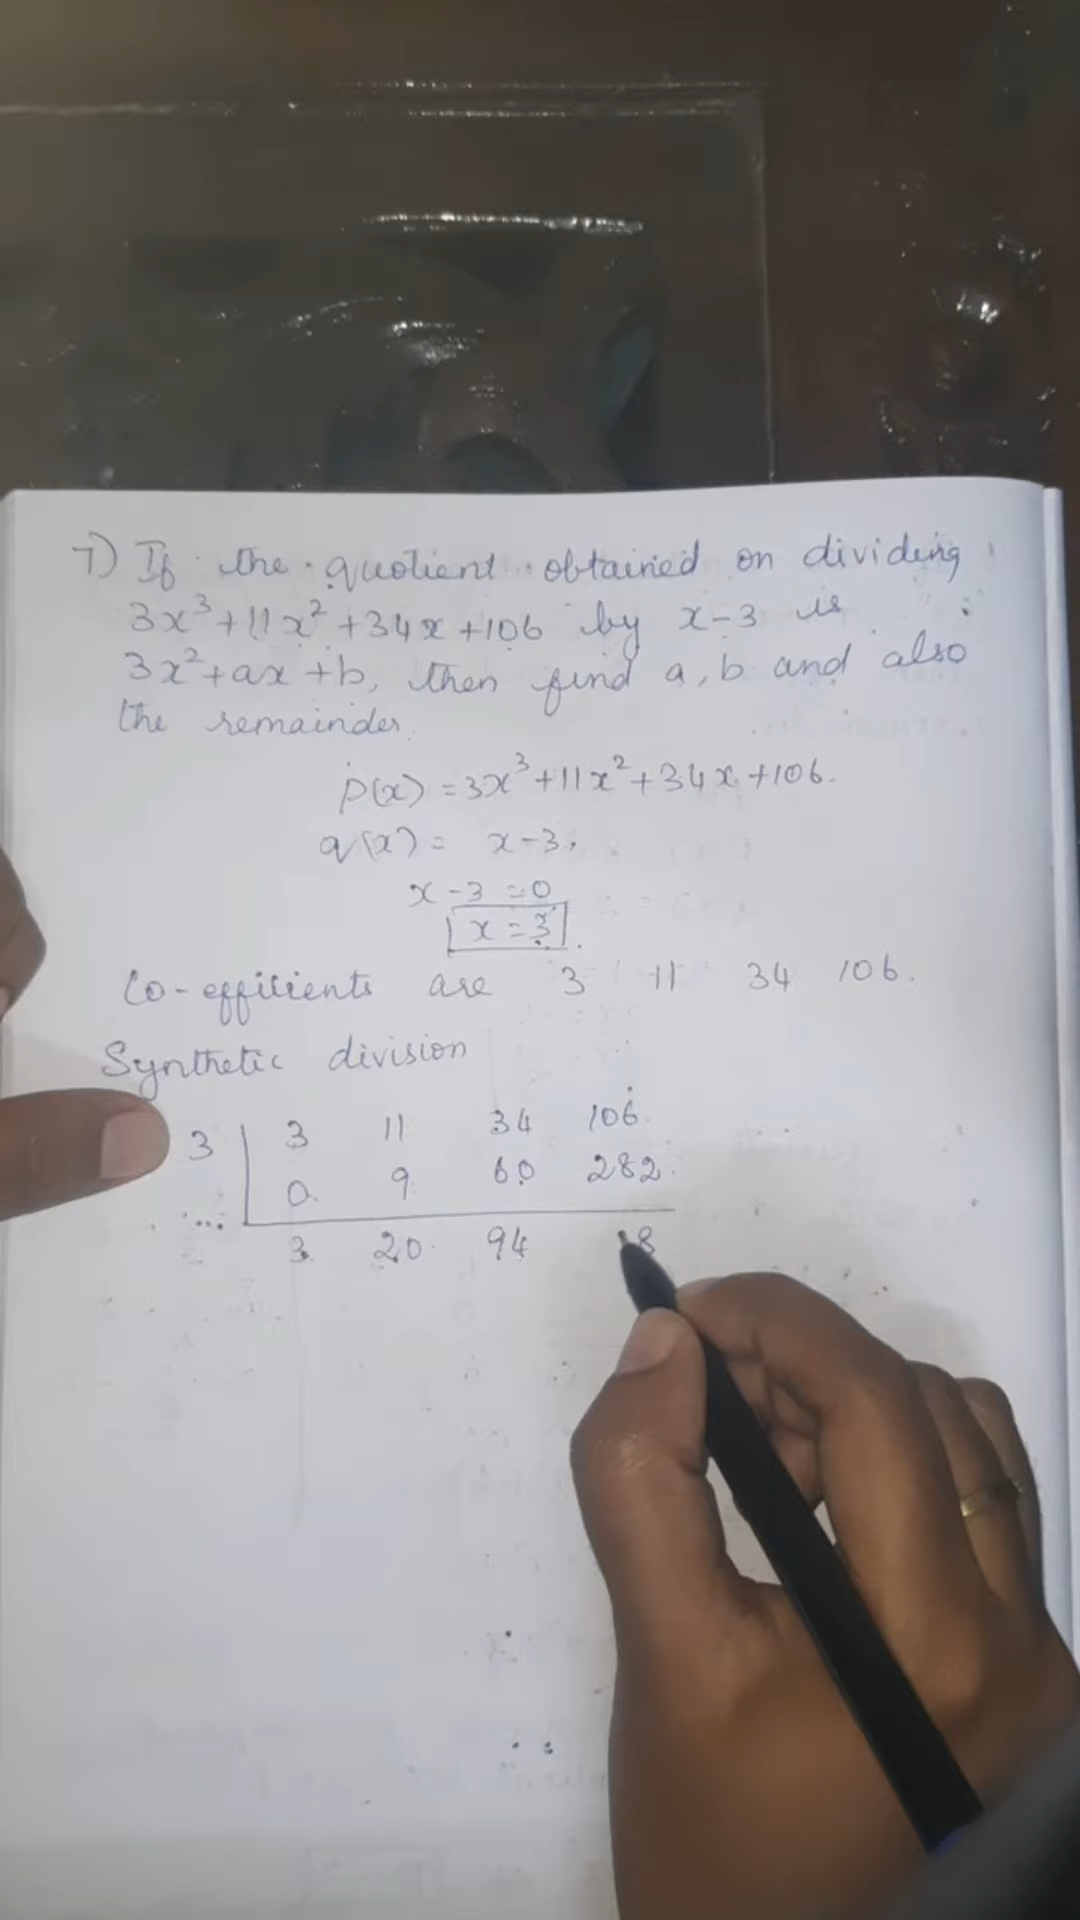 7) If the quotient obtained on dividing
3x³+11x²+34x+106 by x-3 is
3x²+ax+b, then find a, b and also
the remainder.
p(x) = 3x³+11x²+34x+106.
q(x) = x-3.
x-3=0
x=3.
Co-efficients are 3 11 34 106.
Synthetic division
3 3 11 34 106
0 9 60 282
3 20 94 8